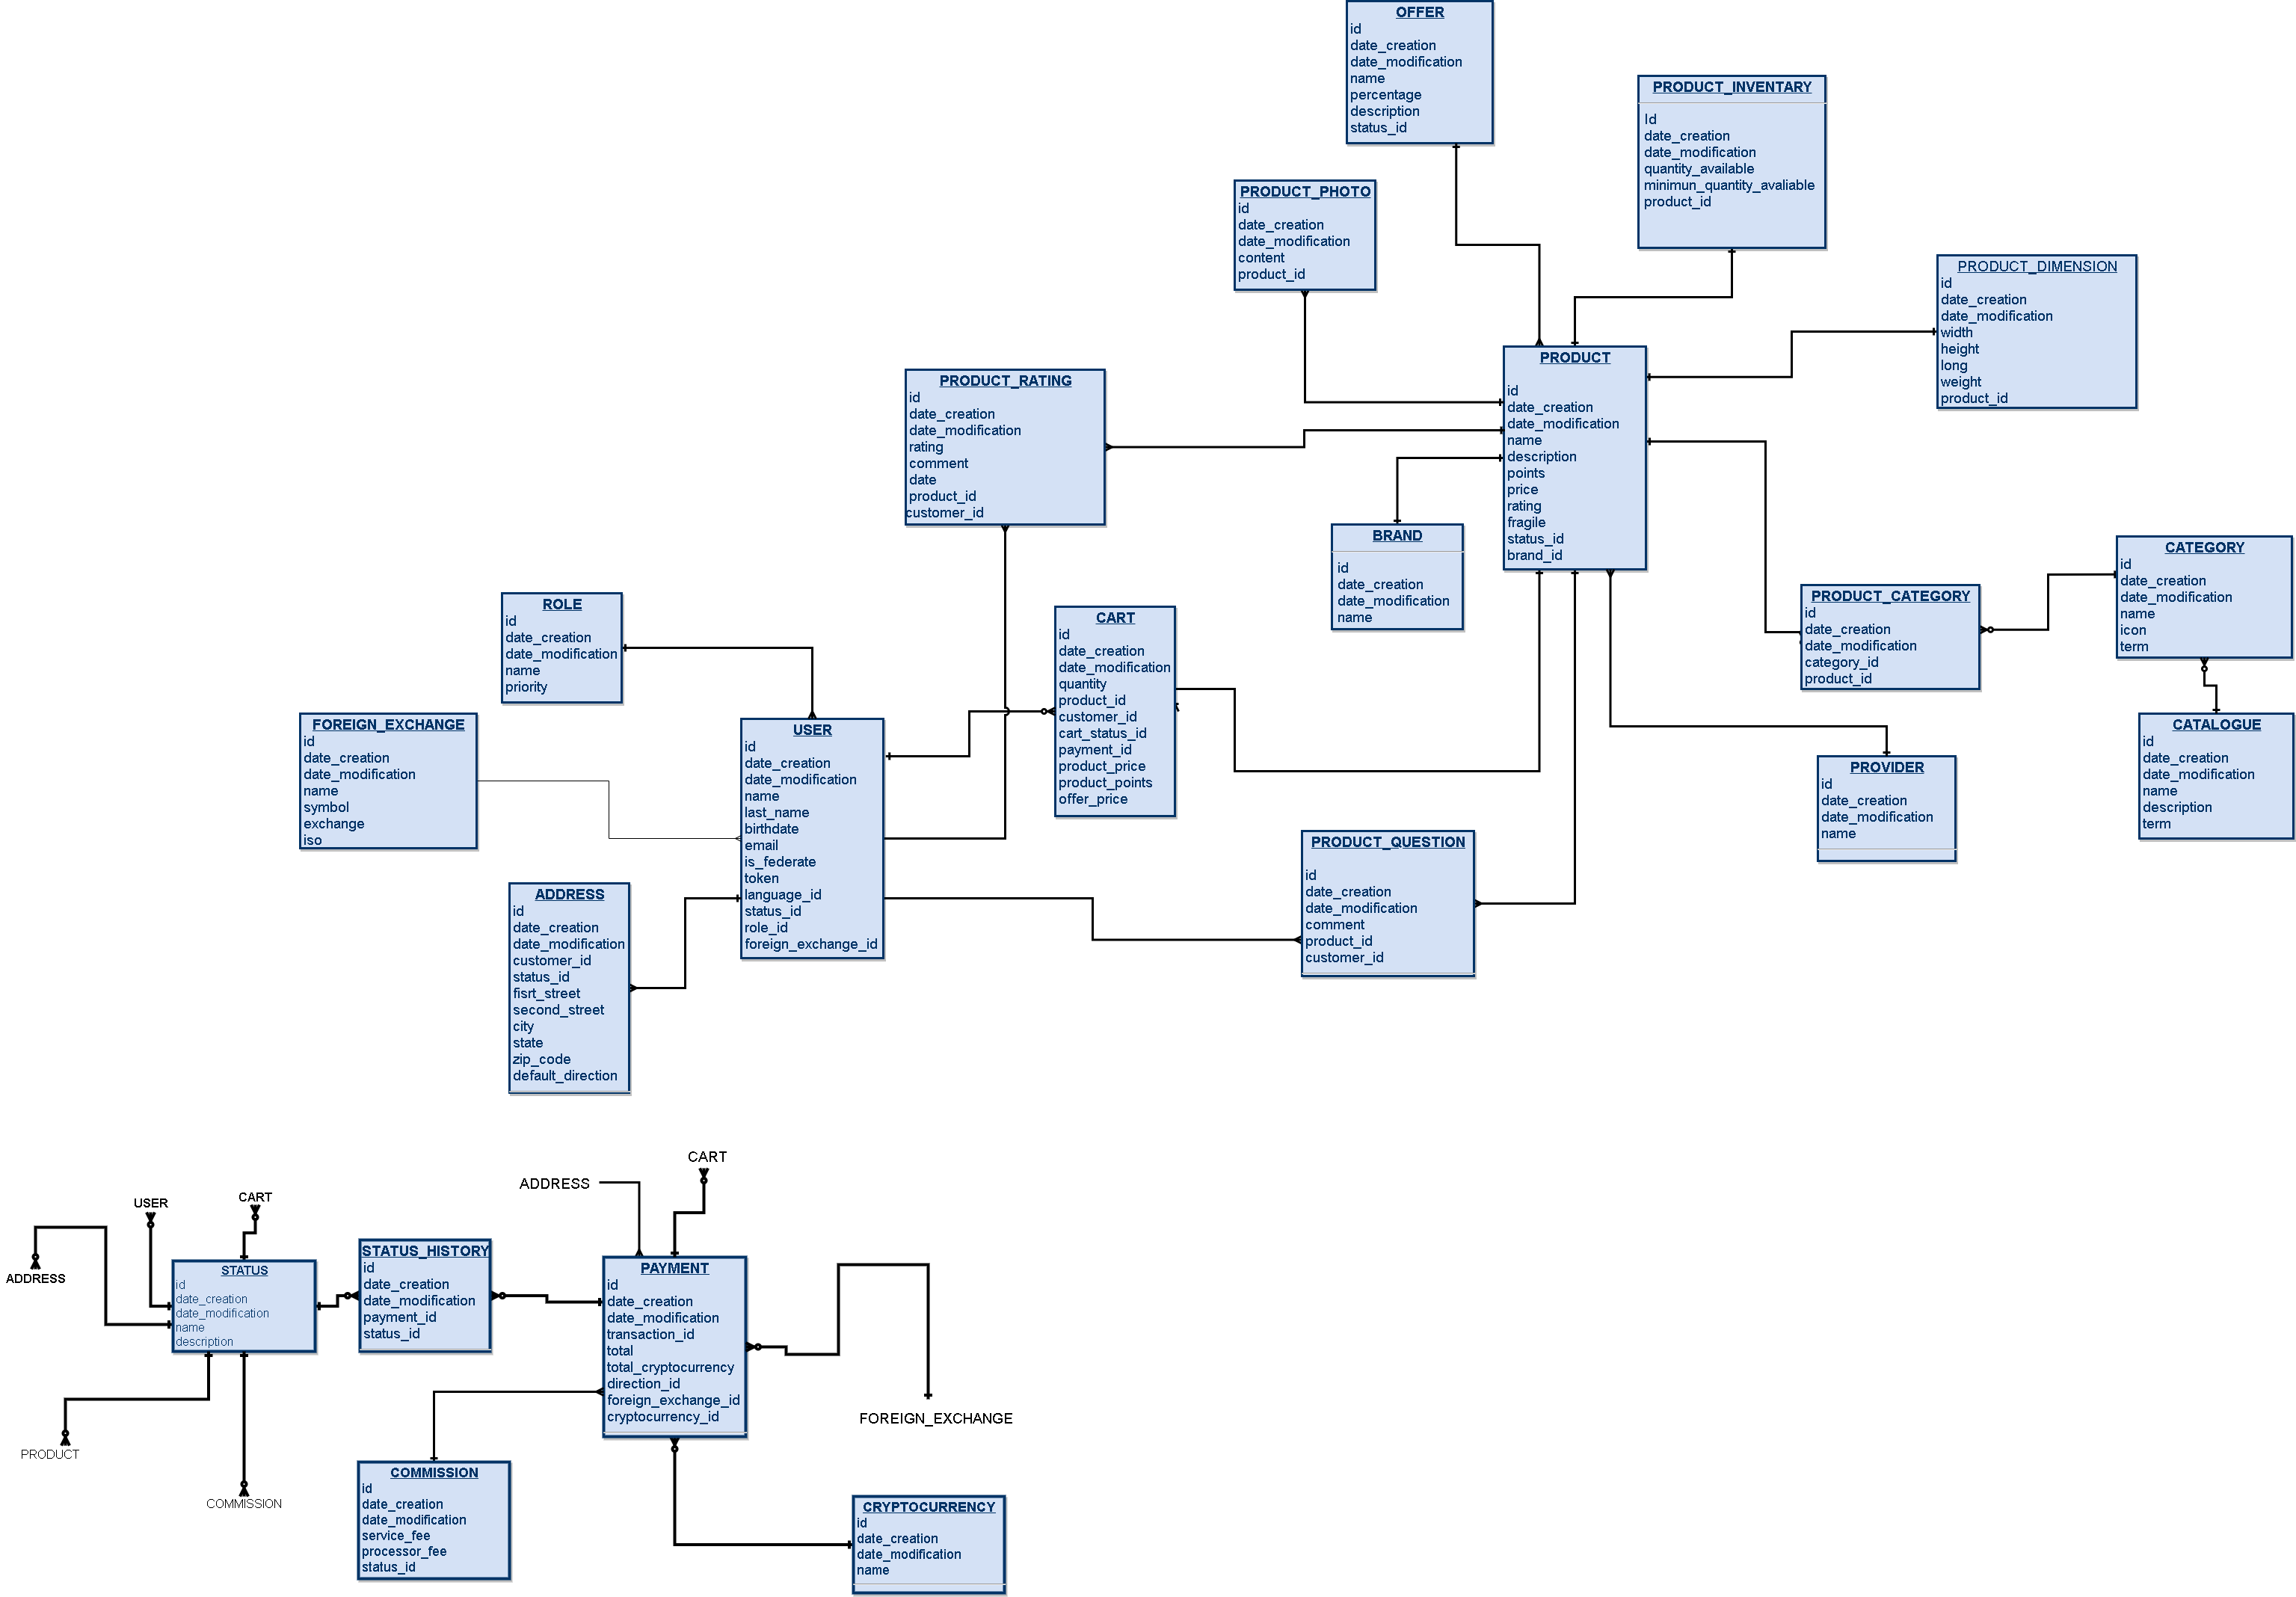 OFFER
id
date_creation
date_modification
name
percentage
description
status_id
PRODUCT_INVENTARY
Id
date_creation
date_modification
quantity_available
minimun_quantity_avaliable
product_id
PRODUCT_PHOTO
id
date_creation
date_modification
content
product_id
PRODUCT_DIMENSION
id
date_creation
date_modification
width
height
long
weight
product_id
PRODUCT
id
date_creation
date_modification
name
description
points
price
rating
fragile
status_id
brand_id
PRODUCT_RATING
id
date_creation
date_modification
rating
comment
date
product_id
customer_id
BRAND
id
date_creation
date_modification
name
CATEGORY
id
date_creation
date_modification
name
icon
term
PRODUCT_CATEGORY
id
date_creation
date_modification
category_id
product_id
ROLE
id
date_creation
date_modification
name
priority
CART
id
date_creation
date_modification
quantity
product_id
customer_id
cart_status_id
payment_id
product_price
product_points
offer_price
FOREIGN_EXCHANGE
id
date_creation
date_modification
name
symbol
exchange
iso
USER
id
date_creation
date_modification
name
last_name
birthdate
email
is_federate
token
language_id
status_id
role_id
foreign_exchange_id
CATALOGUE
id
date_creation
date_modification
name
description
term
PROVIDER
id
date_creation
date_modification
name
PRODUCT_QUESTION
id
date_creation
date_modification
comment
product_id
customer_id
ADDRESS
id
date_creation
date_modification
customer_id
status_id
fisrt_street
second_street
city
state
zip_code
default_direction
CART
ADDRESS
USER
CART
ADDRESS
STATUS
id
date_creation
date_modification
name
description
STATUS_HISTORY
id
date_creation
date_modification
payment_id
status_id
PAYMENT
id
date_creation
date_modification
transaction_id
total
total_cryptocurrency
direction_id
foreign_exchange_id
cryptocurrency_id
FOREIGN_EXCHANGE
PRODUCT
COMMISSION
COMMISSION
id
date_creation
date_modification
service_fee
processor_fee
status_id
CRYPTOCURRENCY
id
date_creation
date_modification
name